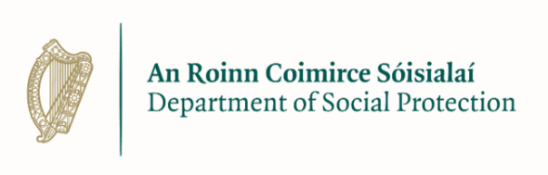 An Roinn Coimirce Sóisialaí
Department of Social Protection